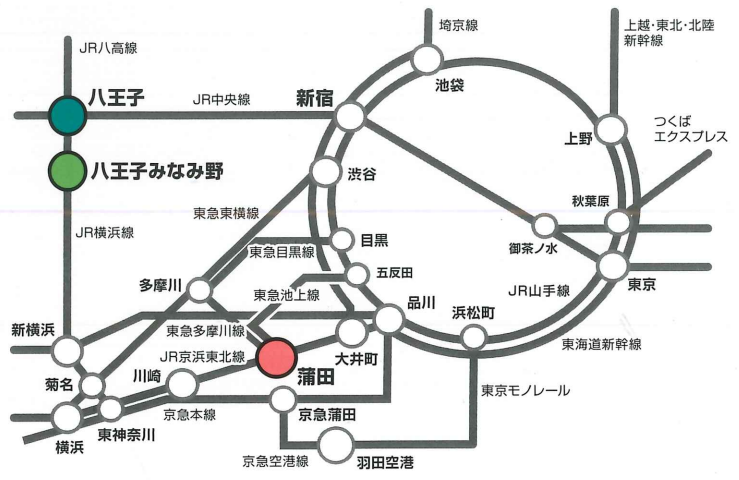 埼京線
上越・東北・北陸
新幹線
JR八高線
池袋
八王子
JR中央線
新宿
上野
つくば
エクスプレス
八王子みなみ野
渋谷
秋葉原
東急東横線
JR横浜線
目黒
御茶ノ水
東急目黒線
五反田
多摩川
東急池上線
JR山手線
東京
品川
浜松町
新横浜
東急多摩川線
JR京浜東北線
大井町
東海道新幹線
蒲田
菊名
川崎
東京モノレール
京急本線
京急蒲田
東神奈川
横浜
京急空港線
羽田空港